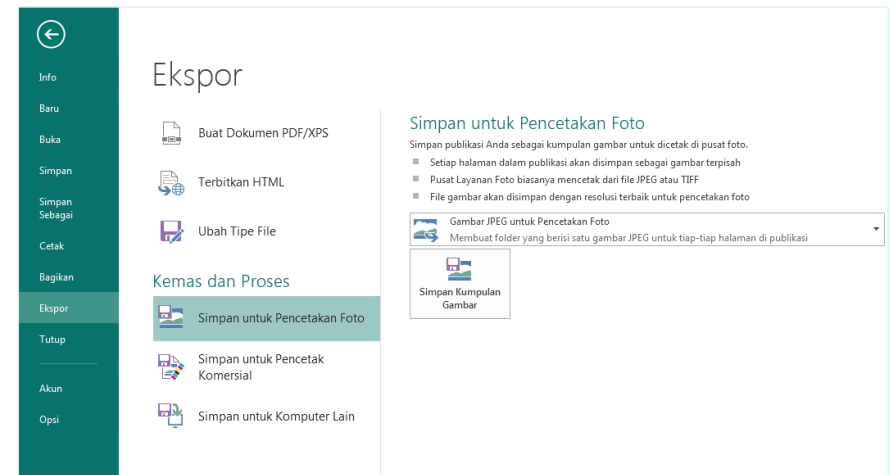 Info
Baru
Buka
Simpan
Simpan
Sebagai
Cetak
Bagikan
Ekspor
Tutup
Akun
Opsi
Ekspor
Buat Dokumen PDF/XPS
Terbitkan HTML
Ubah Tipe File
Kemas dan Proses
Simpan untuk Pencetakan Foto
Simpan untuk Pencetak
Komersial
Simpan untuk Komputer Lain
Simpan untuk Pencetakan Foto
Simpan publikasi Anda sebagai kumpulan gambar untuk dicetak di pusat foto.
Setiap halaman dalam publikasi akan disimpan sebagai gambar terpisah
Pusat Layanan Foto biasanya mencetak dari file JPEG atau TIFF
File gambar akan disimpan dengan resolusi terbaik untuk pencetakan foto
Gambar JPEG untuk Pencetakan Foto
Membuat folder yang berisi satu gambar JPEG untuk tiap-tiap halaman di publikasi
Simpan Kumpulan
Gambar